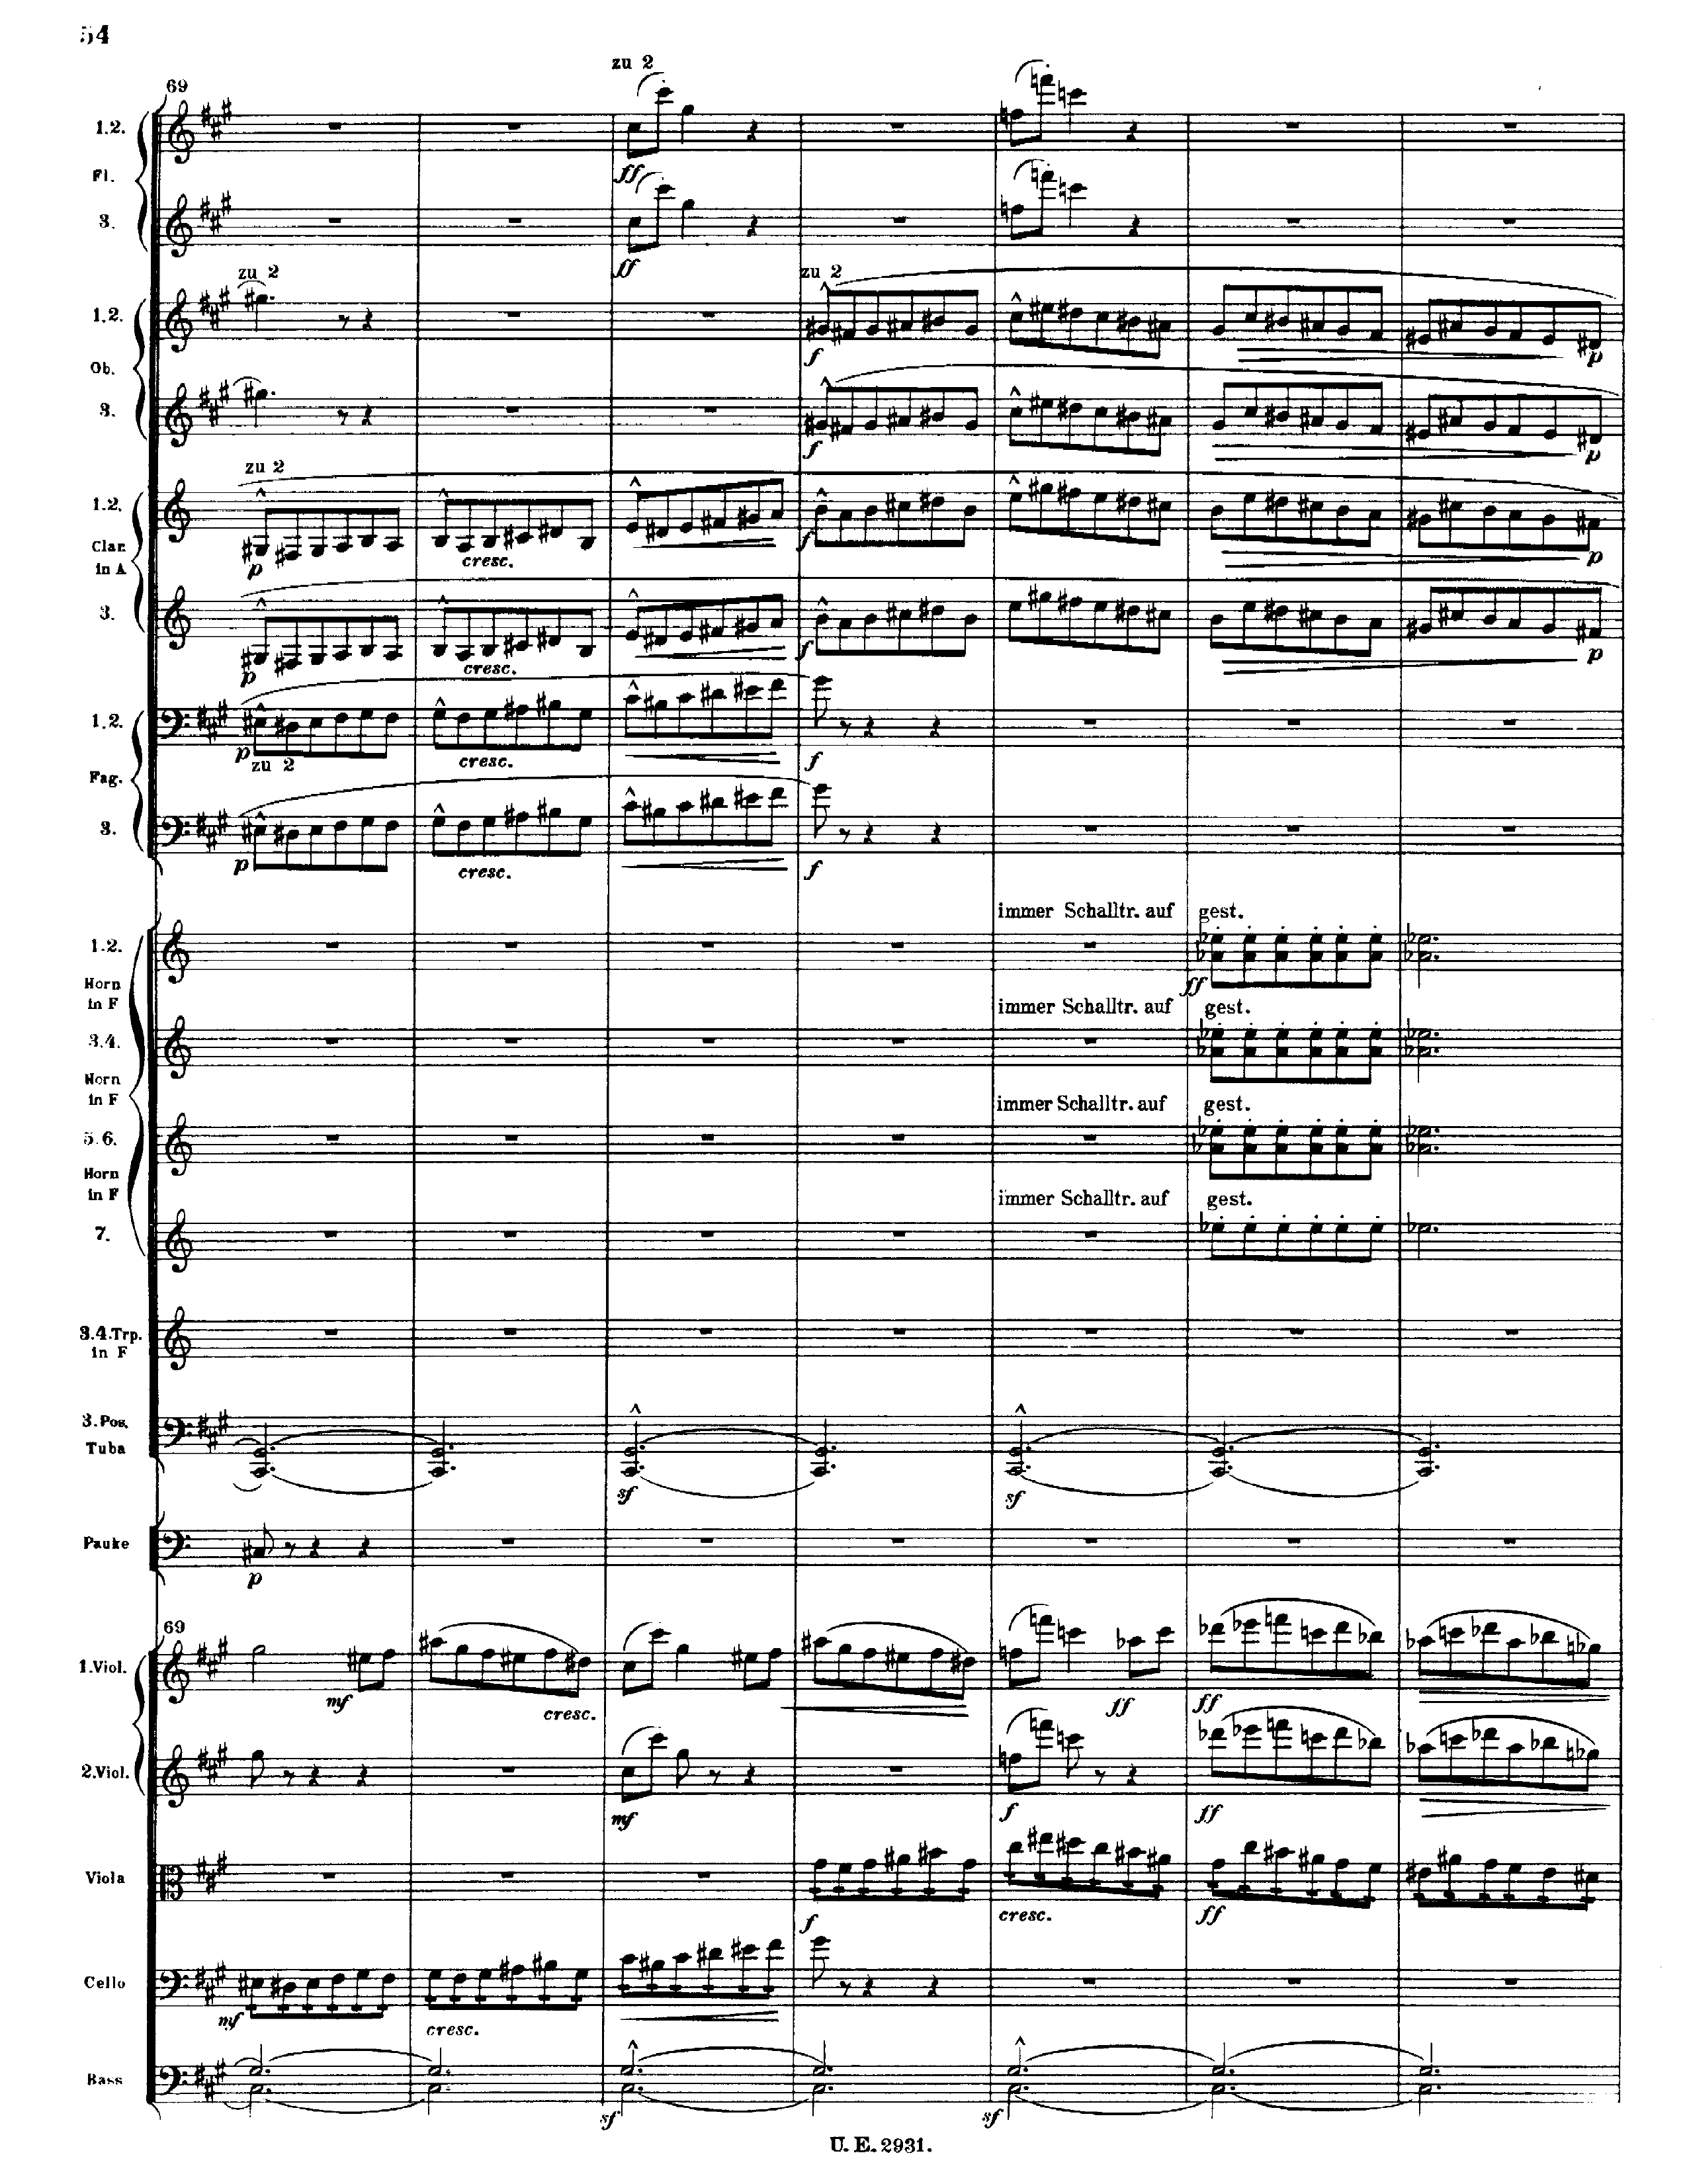 54
zu 2
69
1.2.
Fl.
ff
3.
ff
zu 2
zu 2
1.2.
f
p
Ob.
3.
f
p
zu 2
1.2.
Clar.
in A
p
cresc.
f
p
3.
p
cresc.
f
p
1.2.
p
zu 2
cresc.
f
Fag.
3.
p
cresc.
f
immer Schalltr. auf gest.
1.2.
ff
Horn
in F
immer Schalltr. auf gest.
3.4.
Horn
in F
immer Schalltr. auf gest.
5.6.
Horn
in F
immer Schalltr. auf gest.
7.
3.4.Trp.
in F
3.Pos.
Tuba
sf
sf
Pauke
p
69
1.Viol.
mf
cresc.
ff
ff
2.Viol.
mf
f
ff
Viola
f
cresc.
ff
Cello
mf
cresc.
Bass
sf
sf
U.E. 2931.